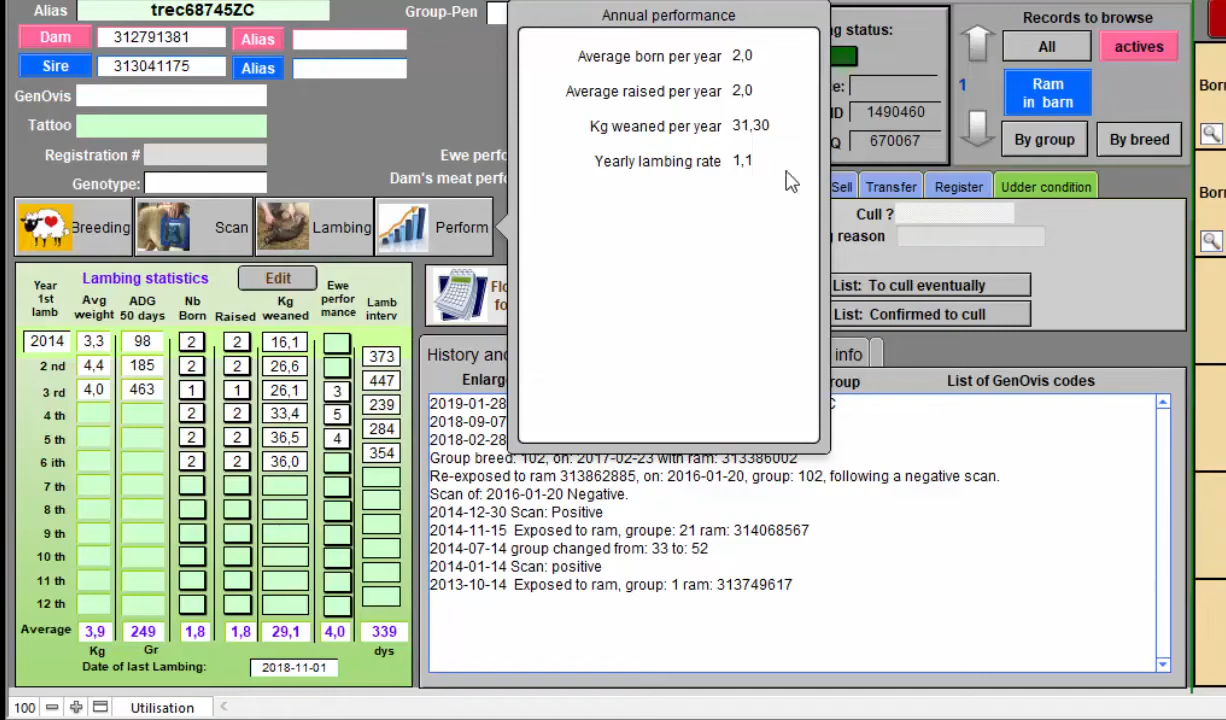 Alias trec68745ZC
Group-Pen
Dam 312791381 Alias
Sire 313041175 Alias
GenOvis
Tattoo
Registration #
Genotype:
Ewe perfo
Dam's meat perfo
Breeding Scan Lambing Perform
Annual performance
Average born per year 2,0
Average raised per year 2,0
Kg weaned per year 31,30
Yearly lambing rate 1,1
g status:
e:
ID 1490460
Q 670067
Records to browse
All actives
1
Ram
in barn
By group By breed
Born
Born
Sell Transfer Register Udder condition
Cull ?
g reason
List: To cull eventually
List: Confirmed to cull
Lambing statistics Edit
Year 1st lamb Avg weight ADG 50 days Nb Born Raised Kg weaned Ewe perfor mance Lamb interv
2014 3,3 98 2 2 16,1
373
2 nd 4,4 185 2 2 26,6
447
3 rd 4,0 463 1 1 26,1 3
239
4 th 2 2 33,4 5
284
5 th 2 2 36,5 4
354
6 ith 2 2 36,0
7 th
8 th
9 th
10 th
11 th
12 th
Average 3,9 249 1,8 1,8 29,1 4,0 339
Kg Gr dys
Date of last Lambing: 2018-11-01
Flo
fo
History and info
Enlarg roup List of GenOvis codes
2019-01-28 C
2018-09-07
2018-02-28
Group breed: 102, on: 2017-02-23 with ram: 313386002
Re-exposed to ram 313862885, on: 2016-01-20, group: 102, following a negative scan.
Scan of: 2016-01-20 Negative.
2014-12-30 Scan: Positive
2014-11-15 Exposed to ram, groupe: 21 ram: 314068567
2014-07-14 group changed from: 33 to: 52
2014-01-14 Scan: positive
2013-10-14 Exposed to ram, group: 1 ram: 313749617
100 Utilisation